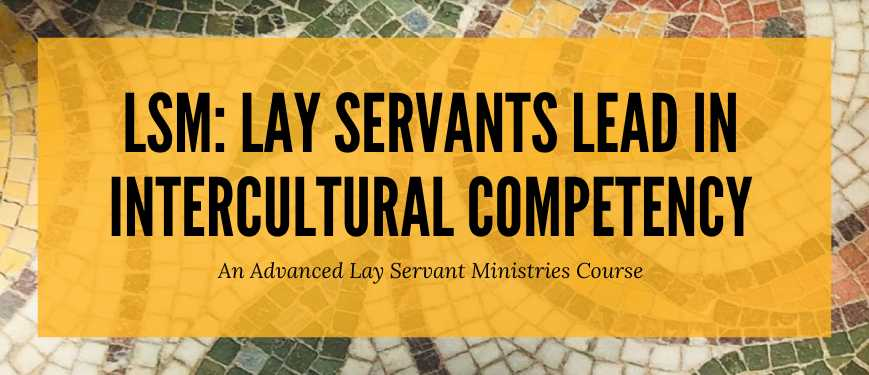 LSM: LAY SERVANTS LEAD IN
INTERCULTURAL COMPETENCY
An Advanced Lay Servant Ministries Course